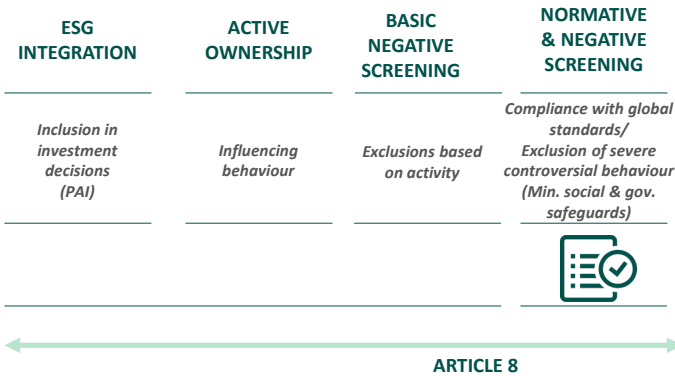 ESG
INTEGRATION
ACTIVE
OWNERSHIP
BASIC
NEGATIVE
SCREENING
NORMATIVE
& NEGATIVE
SCREENING
Inclusion in
investment
decisions
(PAI)
Influencing
behaviour
Exclusions based
on activity
Compliance with global
standards/
Exclusion of severe
controversial behaviour
(Min. social & gov.
safeguards)
ARTICLE 8